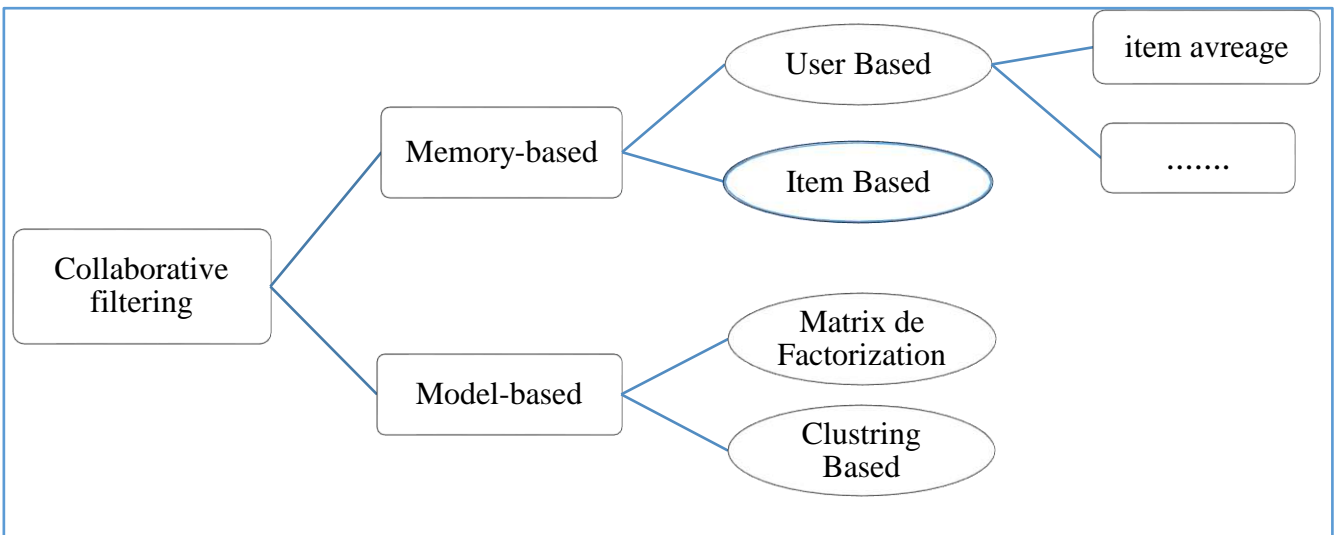 Collaborative
filtering
Memory-based
User Based
item avreage
.......
Item Based
Model-based
Matrix de
Factorization
Clustring
Based